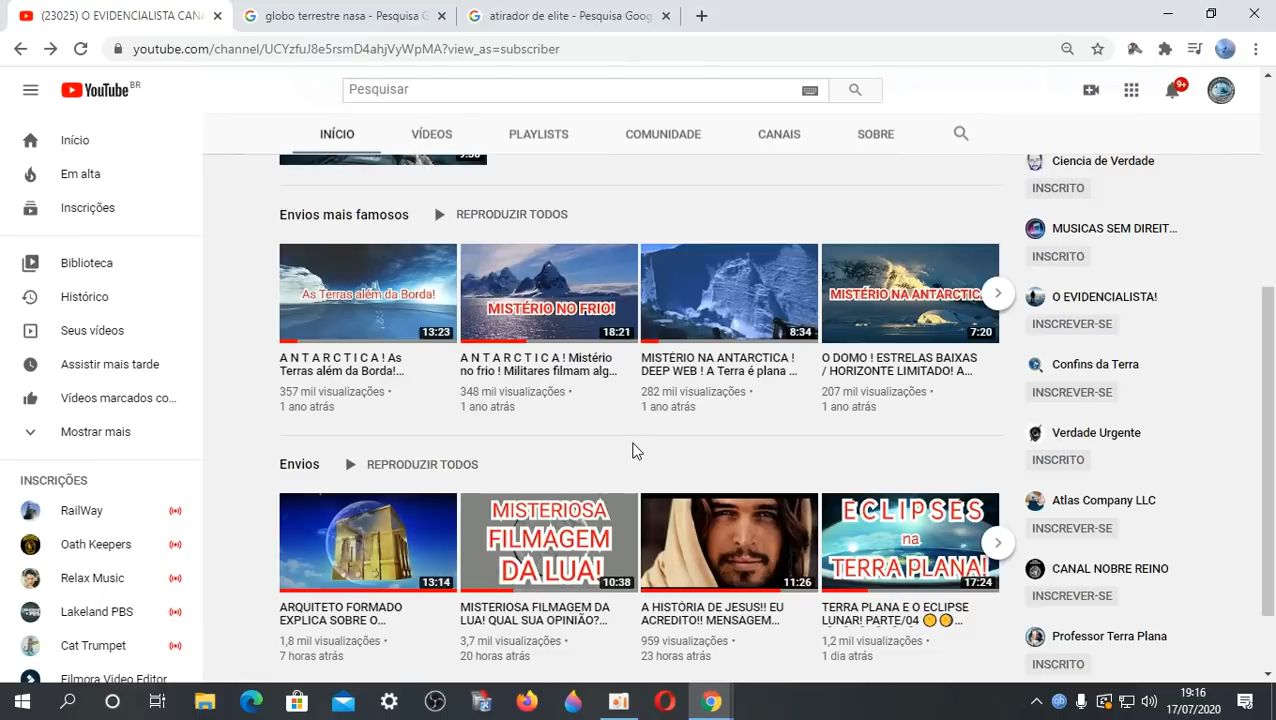 (23025) O EVIDENCIALISTA CANA
globo terrestre nasa - Pesquisa G
atirador de elite - Pesquisa Goog
youtube.com/channel/UCYzfuJ8e5rsmD4ahjVyWpMA?view_as=subscriber
YouTube BR
Pesquisar
9+
INÍCIO VÍDEOS PLAYLISTS COMUNIDADE CANAIS SOBRE
Início
Em alta
Inscrições
Biblioteca
Histórico
Seus vídeos
Assistir mais tarde
Vídeos marcados co...
Mostrar mais
INSCRIÇÕES
RailWay
Oath Keepers
Relax Music
Lakeland PBS
Cat Trumpet
Filmora Video Editor
9:50
Envios mais famosos REPRODUZIR TODOS
As Terras além da Borda!
13:23
A N T A R C T I C A ! As
Terras além da Borda!...
357 mil visualizações •
1 ano atrás
MISTÉRIO NO FRIO!
18:21
A N T A R C T I C A ! Mistério
no frio ! Militares filmam alg...
348 mil visualizações •
1 ano atrás
8:34
MISTÉRIO NA ANTARCTICA !
DEEP WEB ! A Terra é plana ...
282 mil visualizações •
1 ano atrás
MISTÉRIO NA ANTARCTIC
7:20
O DOMO ! ESTRELAS BAIXAS
/ HORIZONTE LIMITADO! A...
207 mil visualizações •
1 ano atrás
Envios REPRODUZIR TODOS
13:14
ARQUITETO FORMADO
EXPLICA SOBRE O...
1,8 mil visualizações •
7 horas atrás
MISTERIOSA
FILMAGEM
DA LUA!
10:38
MISTERIOSA FILMAGEM DA
LUA! QUAL SUA OPINIÃO?...
3,7 mil visualizações •
20 horas atrás
11:26
A HISTÓRIA DE JESUS!! EU
ACREDITO!! MENSAGEM...
959 visualizações •
23 horas atrás
ECLIPSES
na
TERRA PLANA!
17:24
TERRA PLANA E O ECLIPSE
LUNAR! PARTE/04 🌕🌕...
1,2 mil visualizações •
1 dia atrás
Ciencia de Verdade
INSCRITO
MUSICAS SEM DIREIT...
INSCRITO
O EVIDENCIALISTA!
INSCREVER-SE
Confins da Terra
INSCREVER-SE
Verdade Urgente
INSCRITO
Atlas Company LLC
INSCREVER-SE
CANAL NOBRE REINO
INSCREVER-SE
Professor Terra Plana
INSCRITO
19:16
17/07/2020